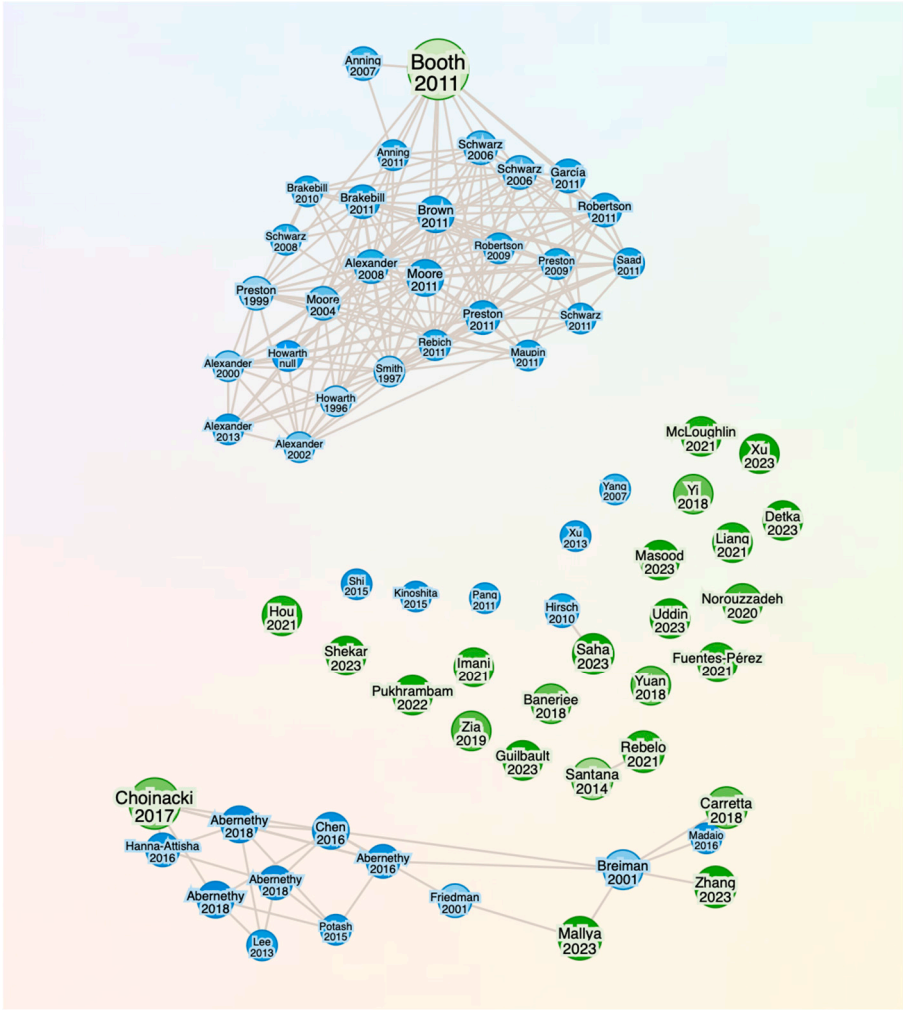 Anning
2007
Booth
2011
Anning
2011
Schwarz
2006
Schwarz
2006
García
2011
Brakebill
2010
Brakebill
2011
Brown
2011
Robertson
2011
Schwarz
2008
Robertson
2009
Alexander
2008
Moore
2011
Preston
2009
Saad
2011
Preston
1999
Moore
2004
Preston
2011
Schwarz
2011
Rebich
2011
Maupin
2011
Alexander
2000
Howarth
null
Smith
1997
Howarth
1996
Alexander
2013
Alexander
2002
McLoughlin
2021
Xu
2023
Yang
2007
Yi
2018
Detka
2023
Xu
2013
Liang
2021
Masood
2023
Shi
2015
Kinoshita
2015
Pang
2011
Hirsch
2010
Norouzzadeh
2020
Hou
2021
Uddin
2023
Shekar
2023
Imani
2021
Saha
2023
Fuentes-Pérez
2021
Pukhrambam
2022
Yuan
2018
Banerjee
2018
Zia
2019
Guilbault
2023
Rebelo
2021
Santana
2014
Chojnacki
2017
Carretta
2018
Abernethy
2018
Chen
2016
Madaio
2016
Hanna-Attisha
2016
Abernethy
2016
Breiman
2001
Abernethy
2018
Zhang
2023
Abernethy
2018
Friedman
2001
Potash
2015
Lee
2013
Mallya
2023